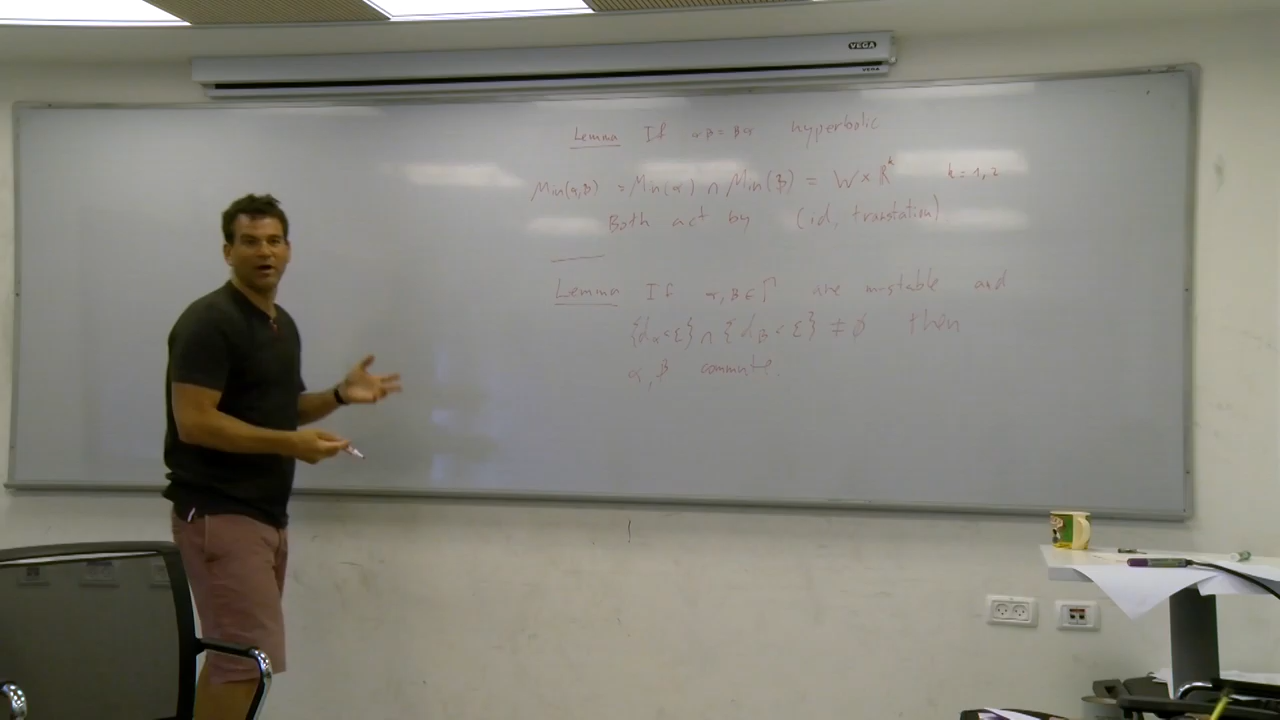 VEGA
VEGA
Lemma If αβ = βα hyperbolic
Min(α,β) = Min(α) ∩ Min(β) = W × R^k k = 1,2
Both act by (id, translation)
Lemma If α, β ∈ Γ are m-stable and
{d_α < ε} ∩ {d_β < ε} ≠ ∅ then
α, β commute.